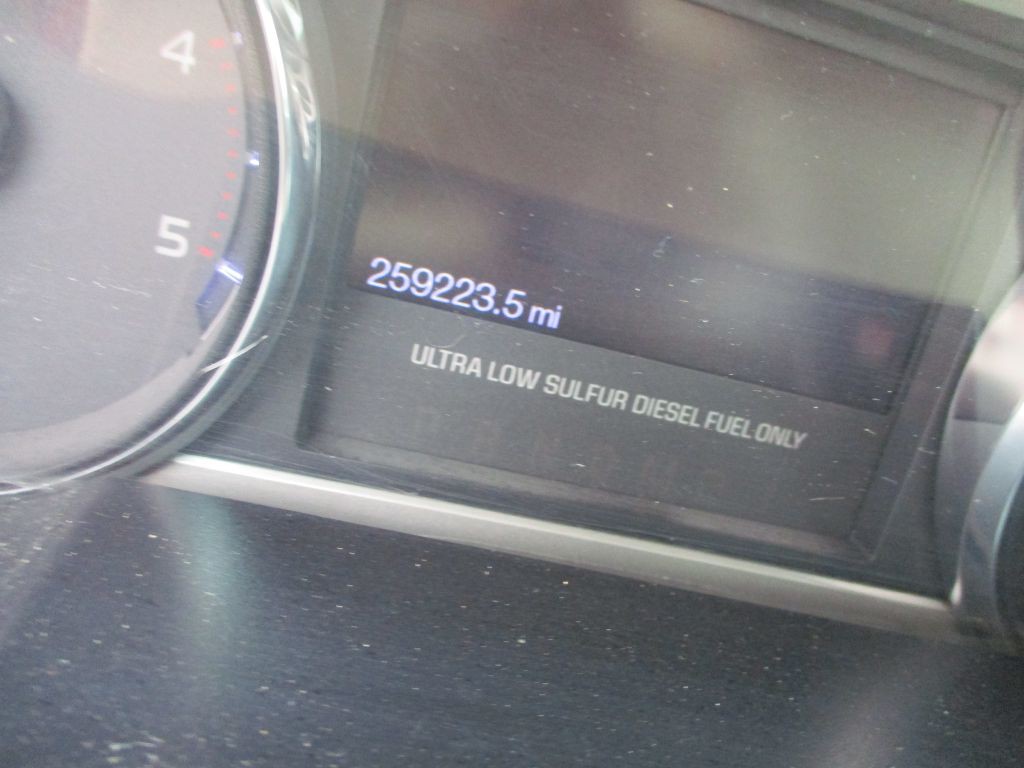 4
5
259223.5 mi
ULTRA LOW SULFUR DIESEL FUEL ONLY